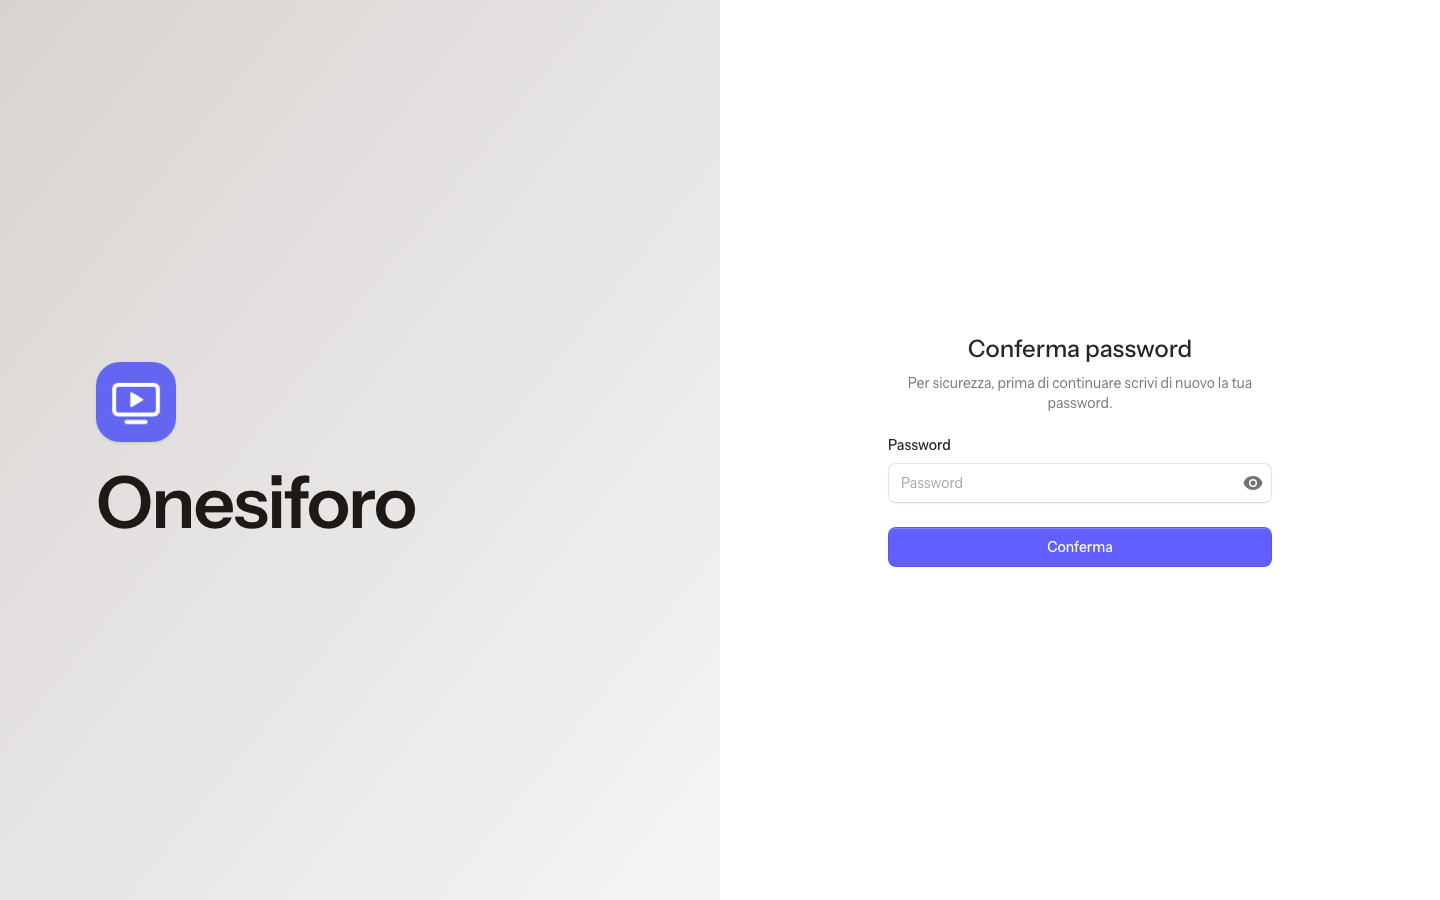 Onesiforo
Conferma password
Per sicurezza, prima di continuare scrivi di nuovo la tua
password.
Password
Password
Conferma